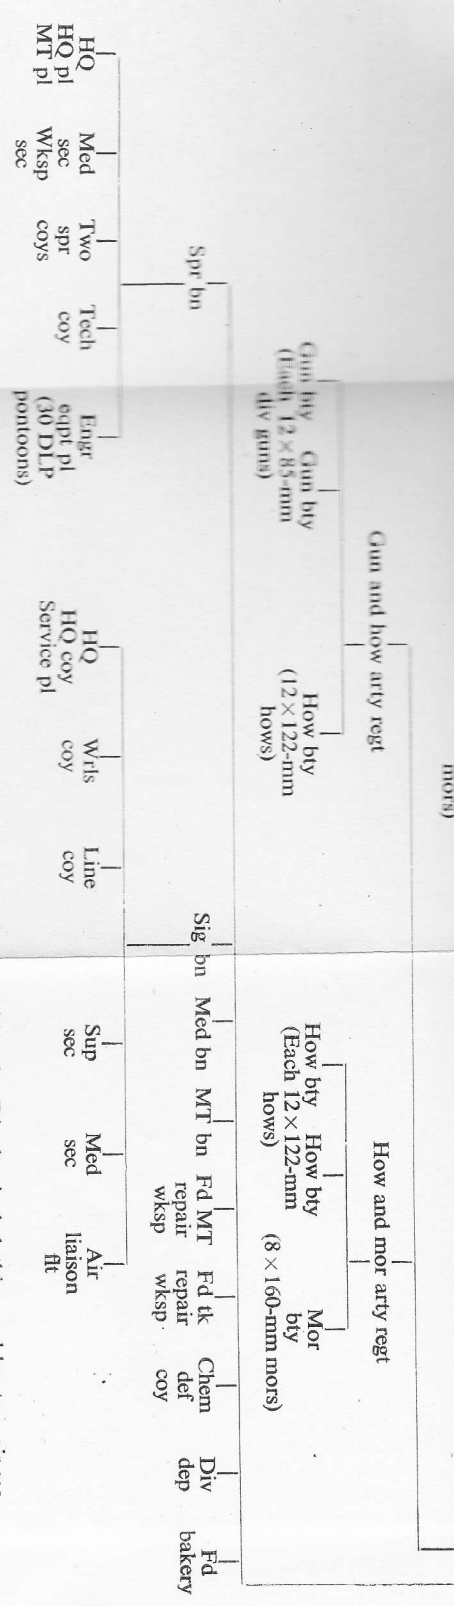 mors)
Gun and how arty regt
How and mor arty regt
Gun bty
Gun bty
(Each 12 × 85-mm
div guns)
How bty
(12 × 122-mm
hows)
How bty
How bty
(Each 12 × 122-mm
hows)
Mor
bty
(8 × 160-mm mors)
Spr bn
Sig bn
Med bn
MT
bn
Fd MT
repair
wksp
Fd tk
repair
wksp
Chem
def
coy
Div
dep
Fd
bakery
HQ
HQ pl
MT pl
Med
sec
Wksp
sec
Two
spr
coys
Tech
coy
Engr
eqpt pl
(30 DLP
pontoons)
HQ
HQ coy
Service pl
Wrls
coy
Line
coy
Sup
sec
Med
sec
Air
liaison
flt